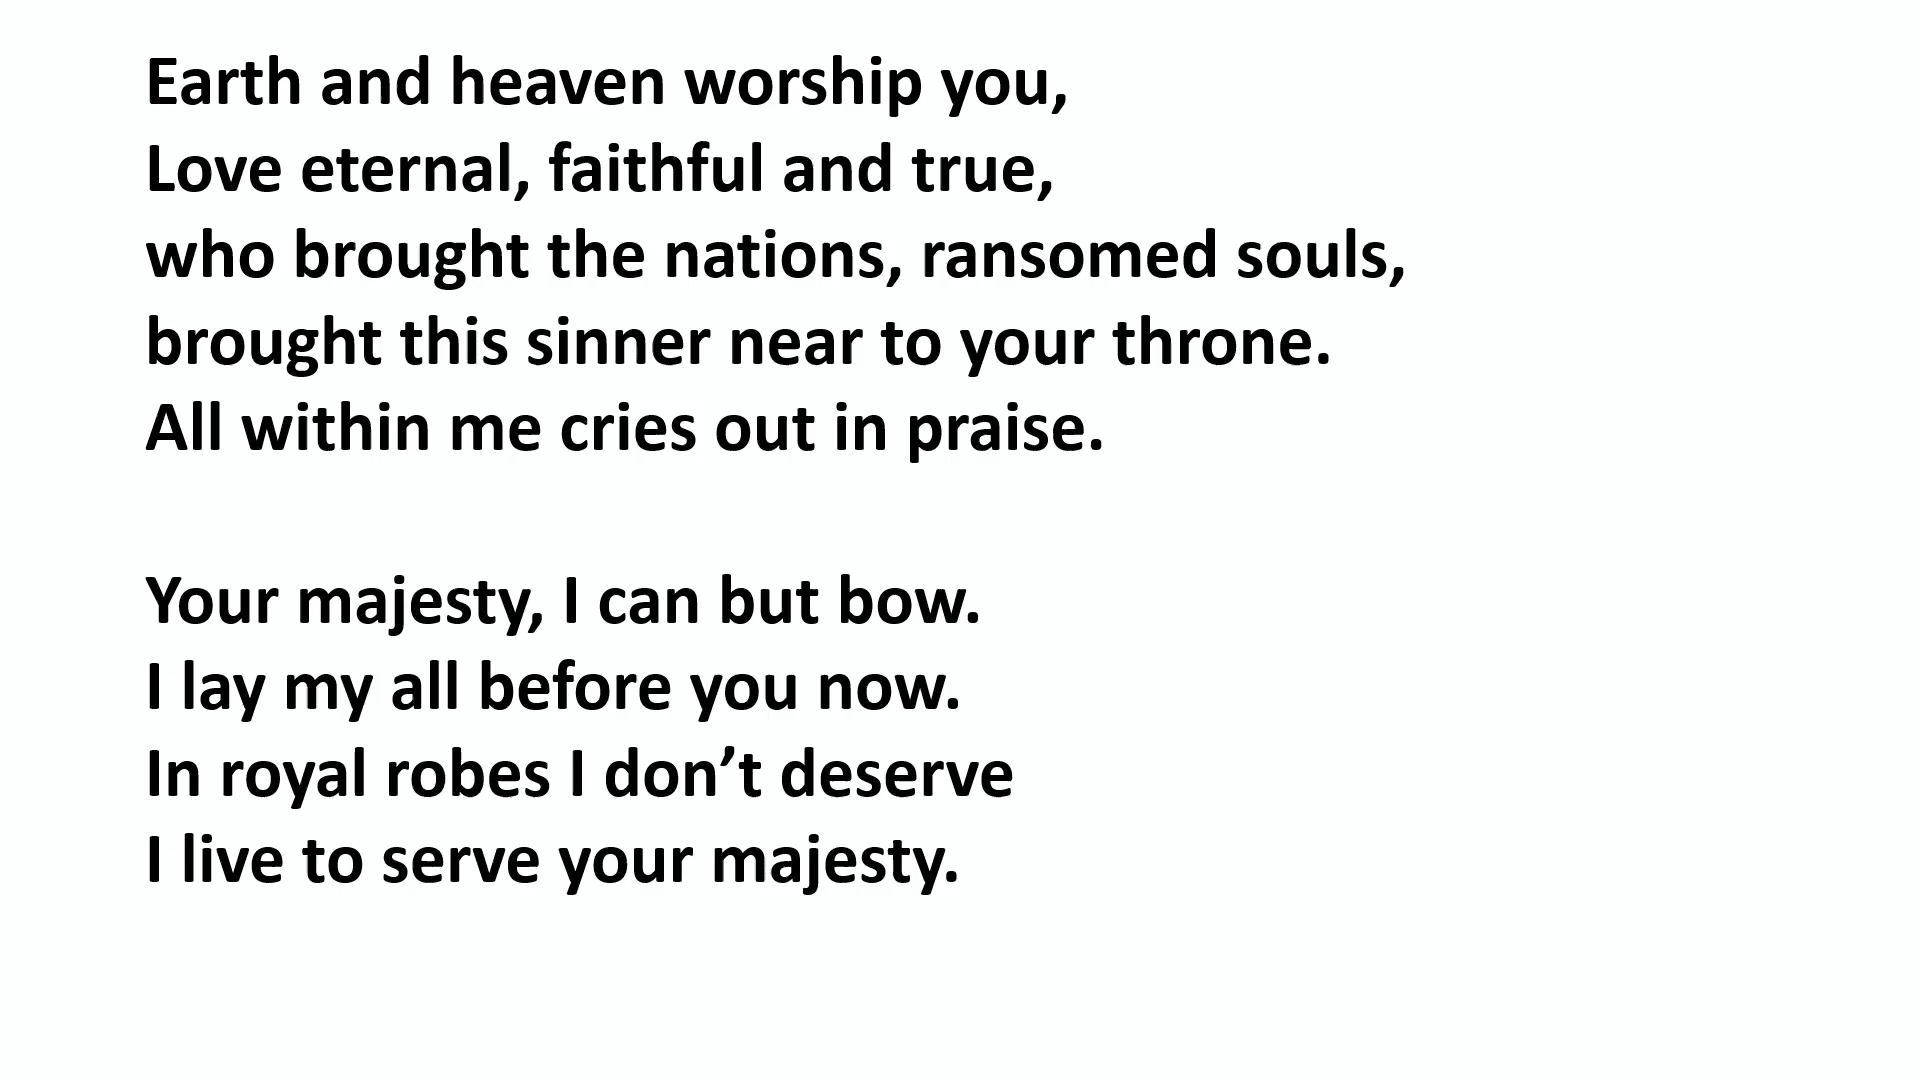 Earth and heaven worship you,
Love eternal, faithful and true,
who brought the nations, ransomed souls,
brought this sinner near to your throne.
All within me cries out in praise.
Your majesty, I can but bow.
I lay my all before you now.
In royal robes I don’t deserve
I live to serve your majesty.